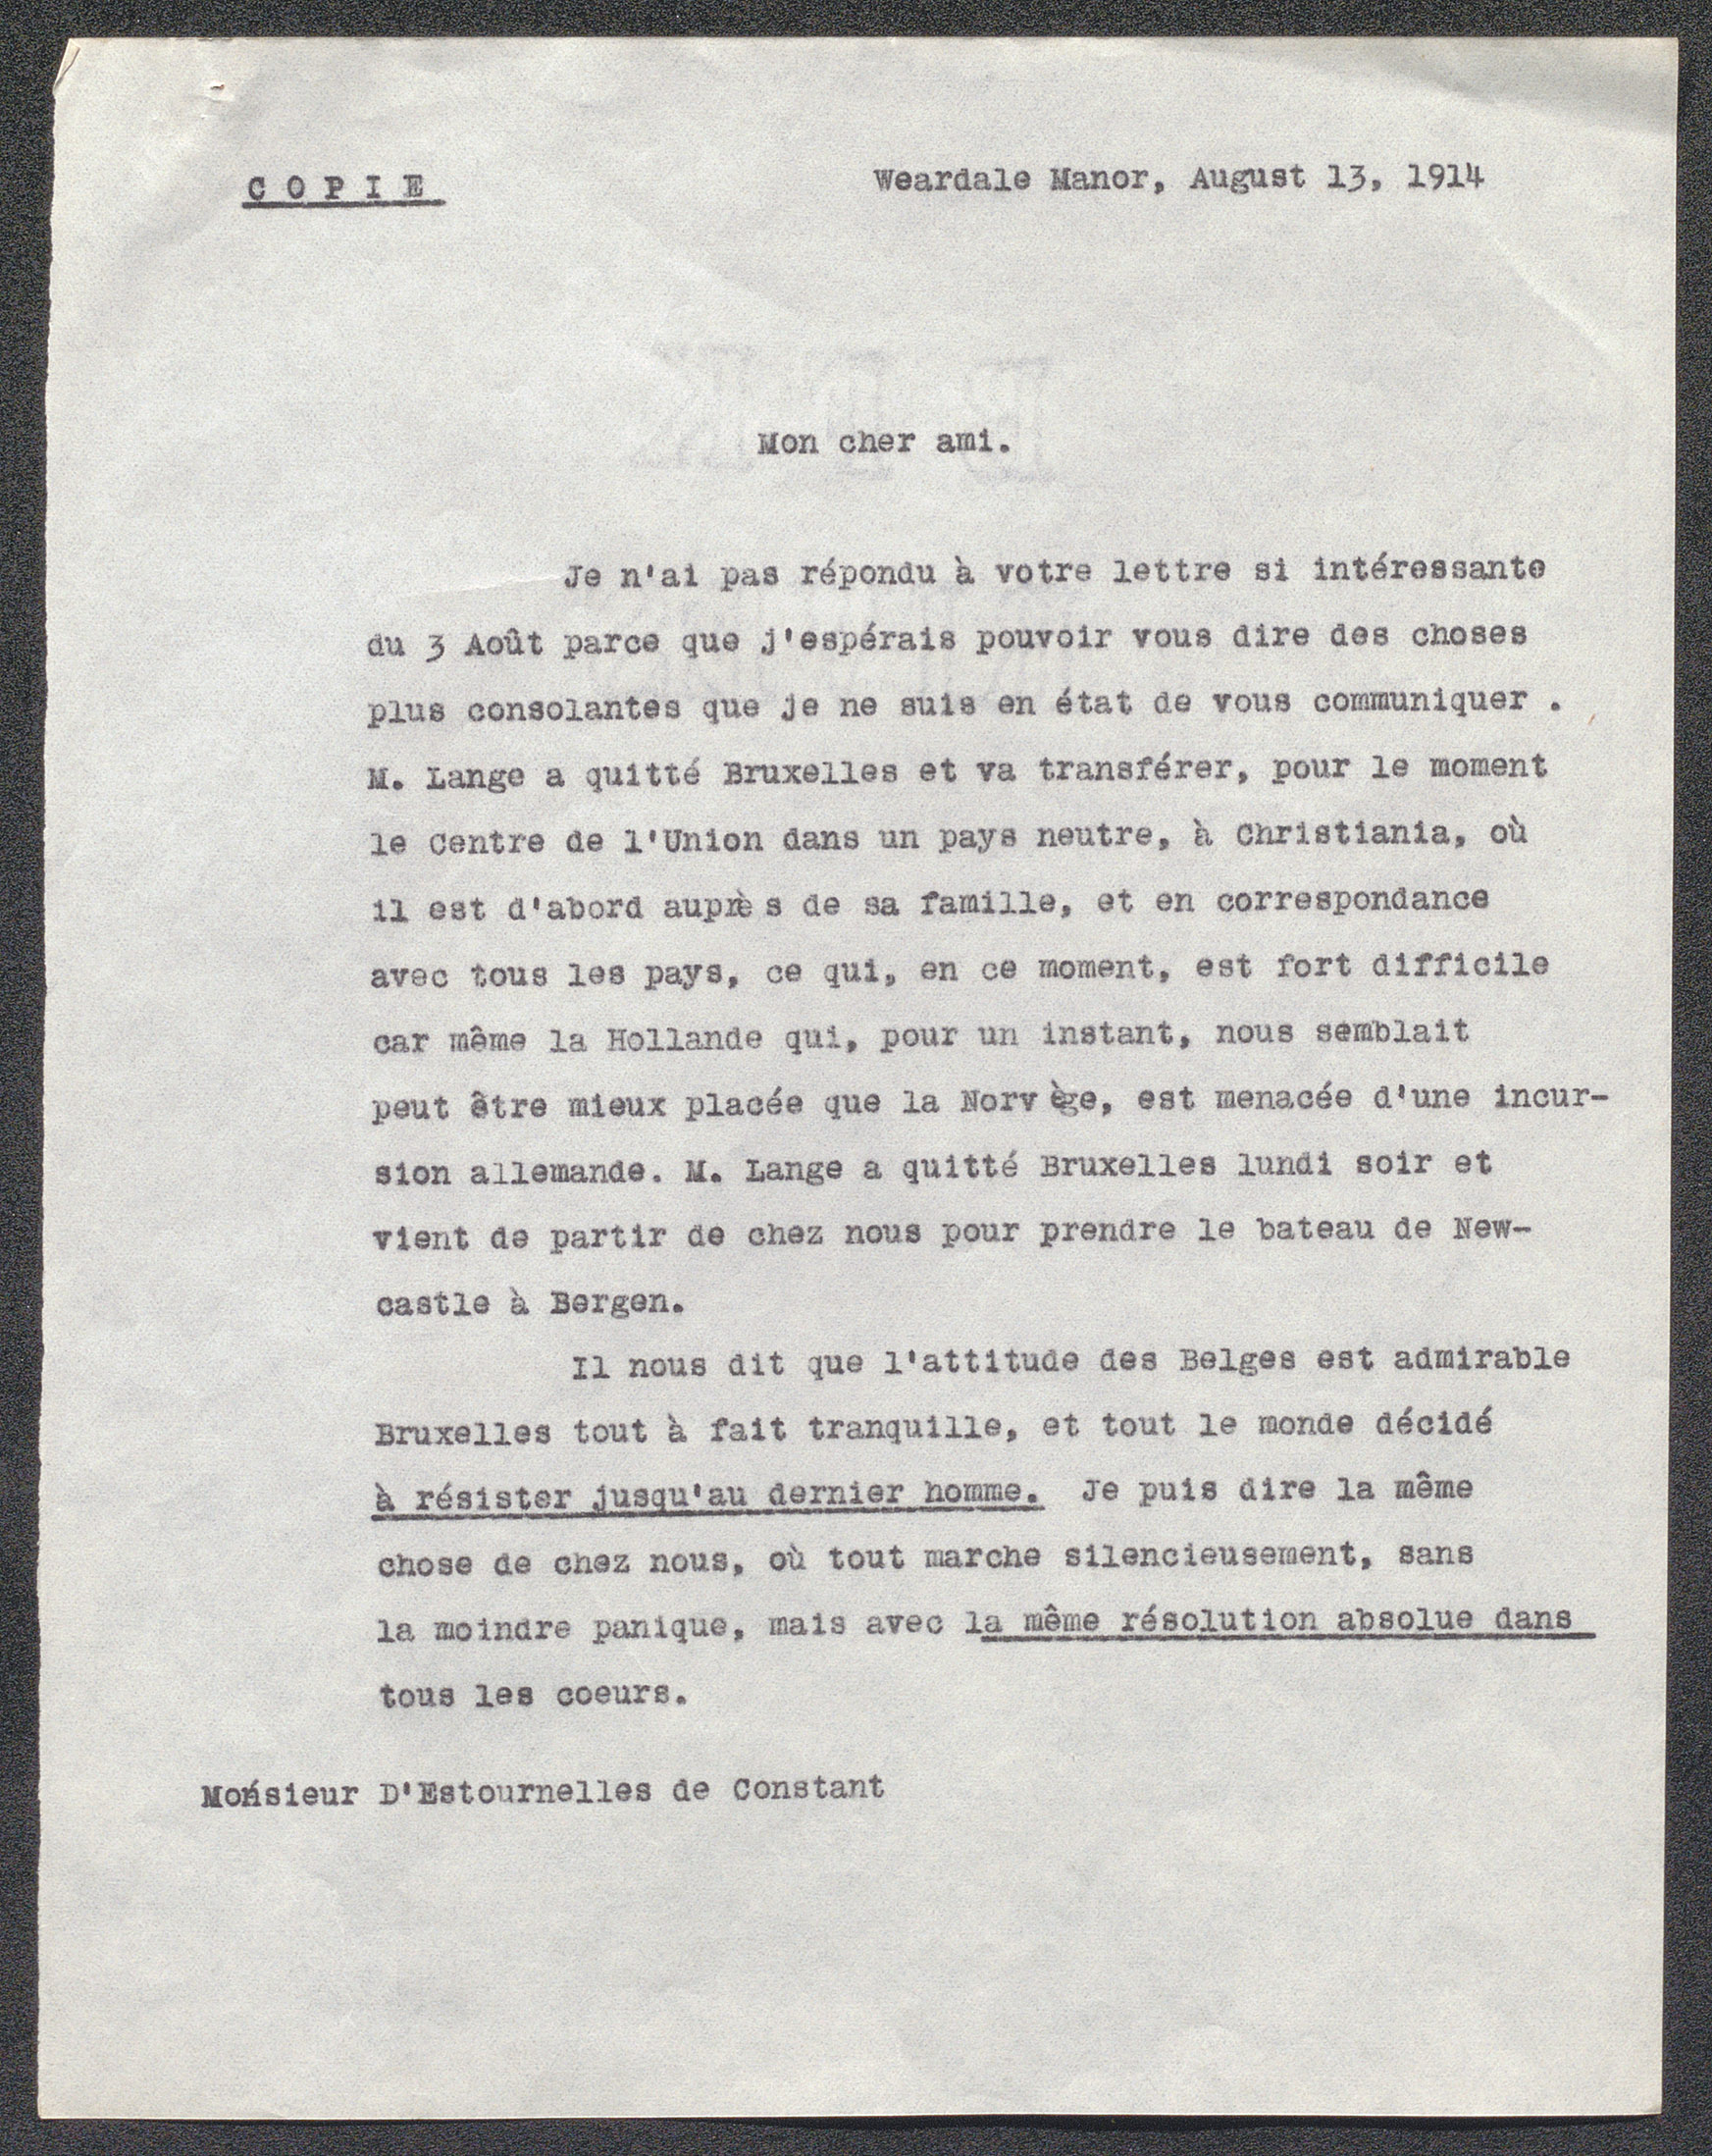 COPIE
Weardale Manor, August 13, 1914
Mon cher ami.
Je n'ai pas répondu à votre lettre si intéressante
du 3 Août parce que j'espérais pouvoir vous dire des choses
plus consolantes que je ne suis en état de vous communiquer .
M. Lange a quitté Bruxelles et va transférer, pour le moment
le Centre de l'Union dans un pays neutre, à Christiania, où
il est d'abord auprès de sa famille, et en correspondance
avec tous les pays, ce qui, en ce moment, est fort difficile
car même la Hollande qui, pour un instant, nous semblait
peut être mieux placée que la Norvège, est menacée d'une incur-
sion allemande. M. Lange a quitté Bruxelles lundi soir et
vient de partir de chez nous pour prendre le bateau de New-
castle à Bergen.
Il nous dit que l'attitude des Belges est admirable
Bruxelles tout à fait tranquille, et tout le monde décidé
à résister jusqu'au dernier homme. Je puis dire la même
chose de chez nous, où tout marche silencieusement, sans
la moindre panique, mais avec la même résolution absolue dans
tous les coeurs.
Monsieur D'Estournelles de Constant